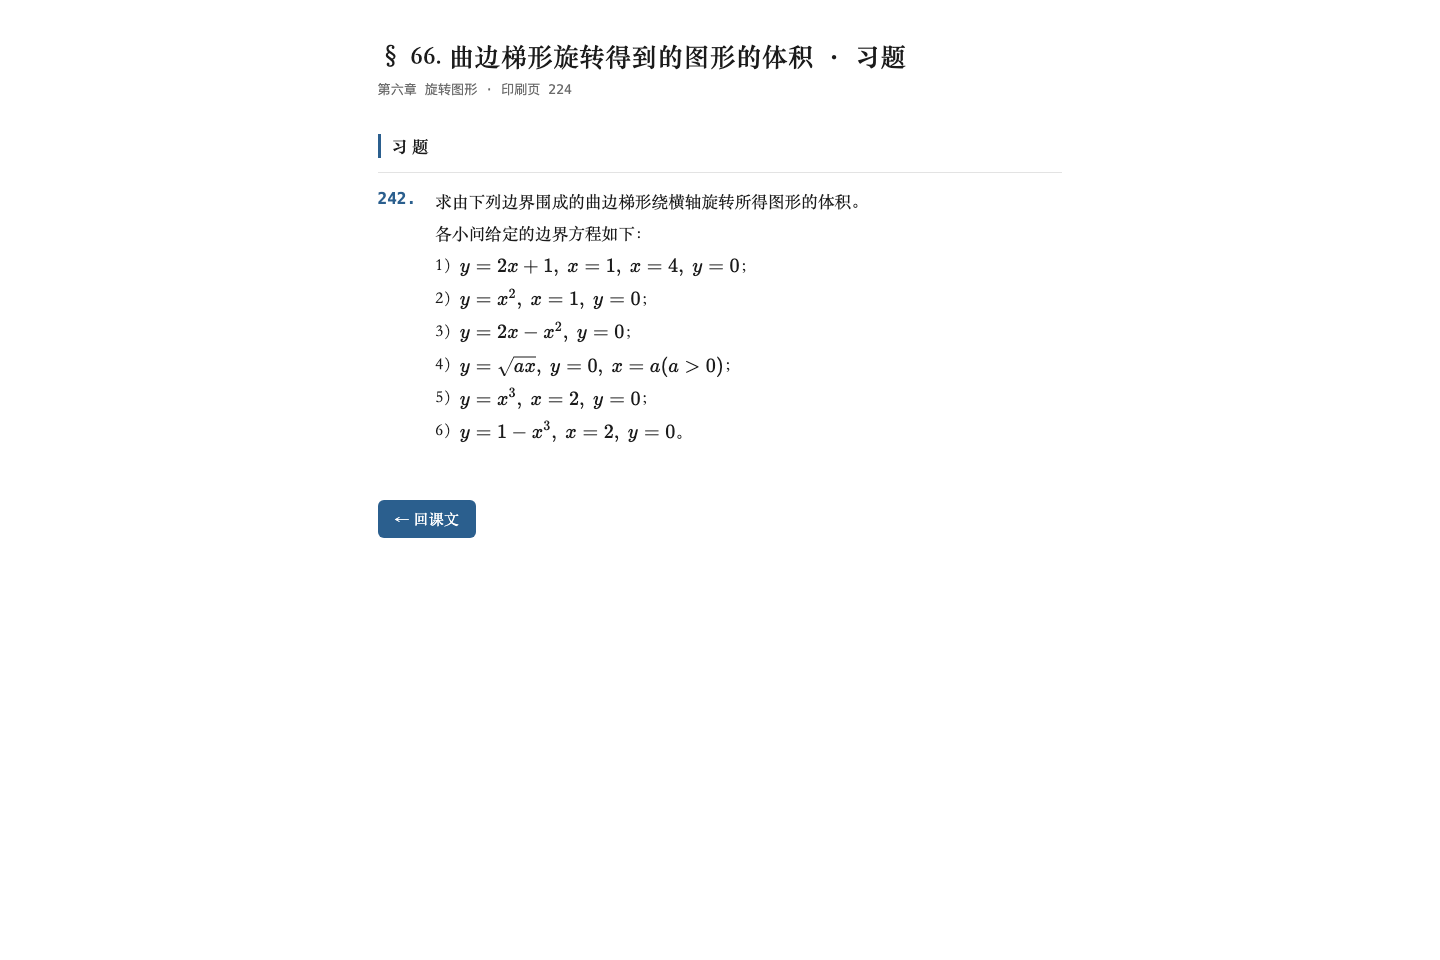 § 66. 曲边梯形旋转得到的图形的体积 · 习题
第六章 旋转图形 · 印刷页 224
习题
242. 求由下列边界围成的曲边梯形绕横轴旋转所得图形的体积。
各小问给定的边界方程如下：
1) y = 2x + 1, x = 1, x = 4, y = 0;
2) y = x², x = 1, y = 0;
3) y = 2x − x², y = 0;
4) y = √(ax), y = 0, x = a(a > 0);
5) y = x³, x = 2, y = 0;
6) y = 1 − x³, x = 2, y = 0。
← 回课文